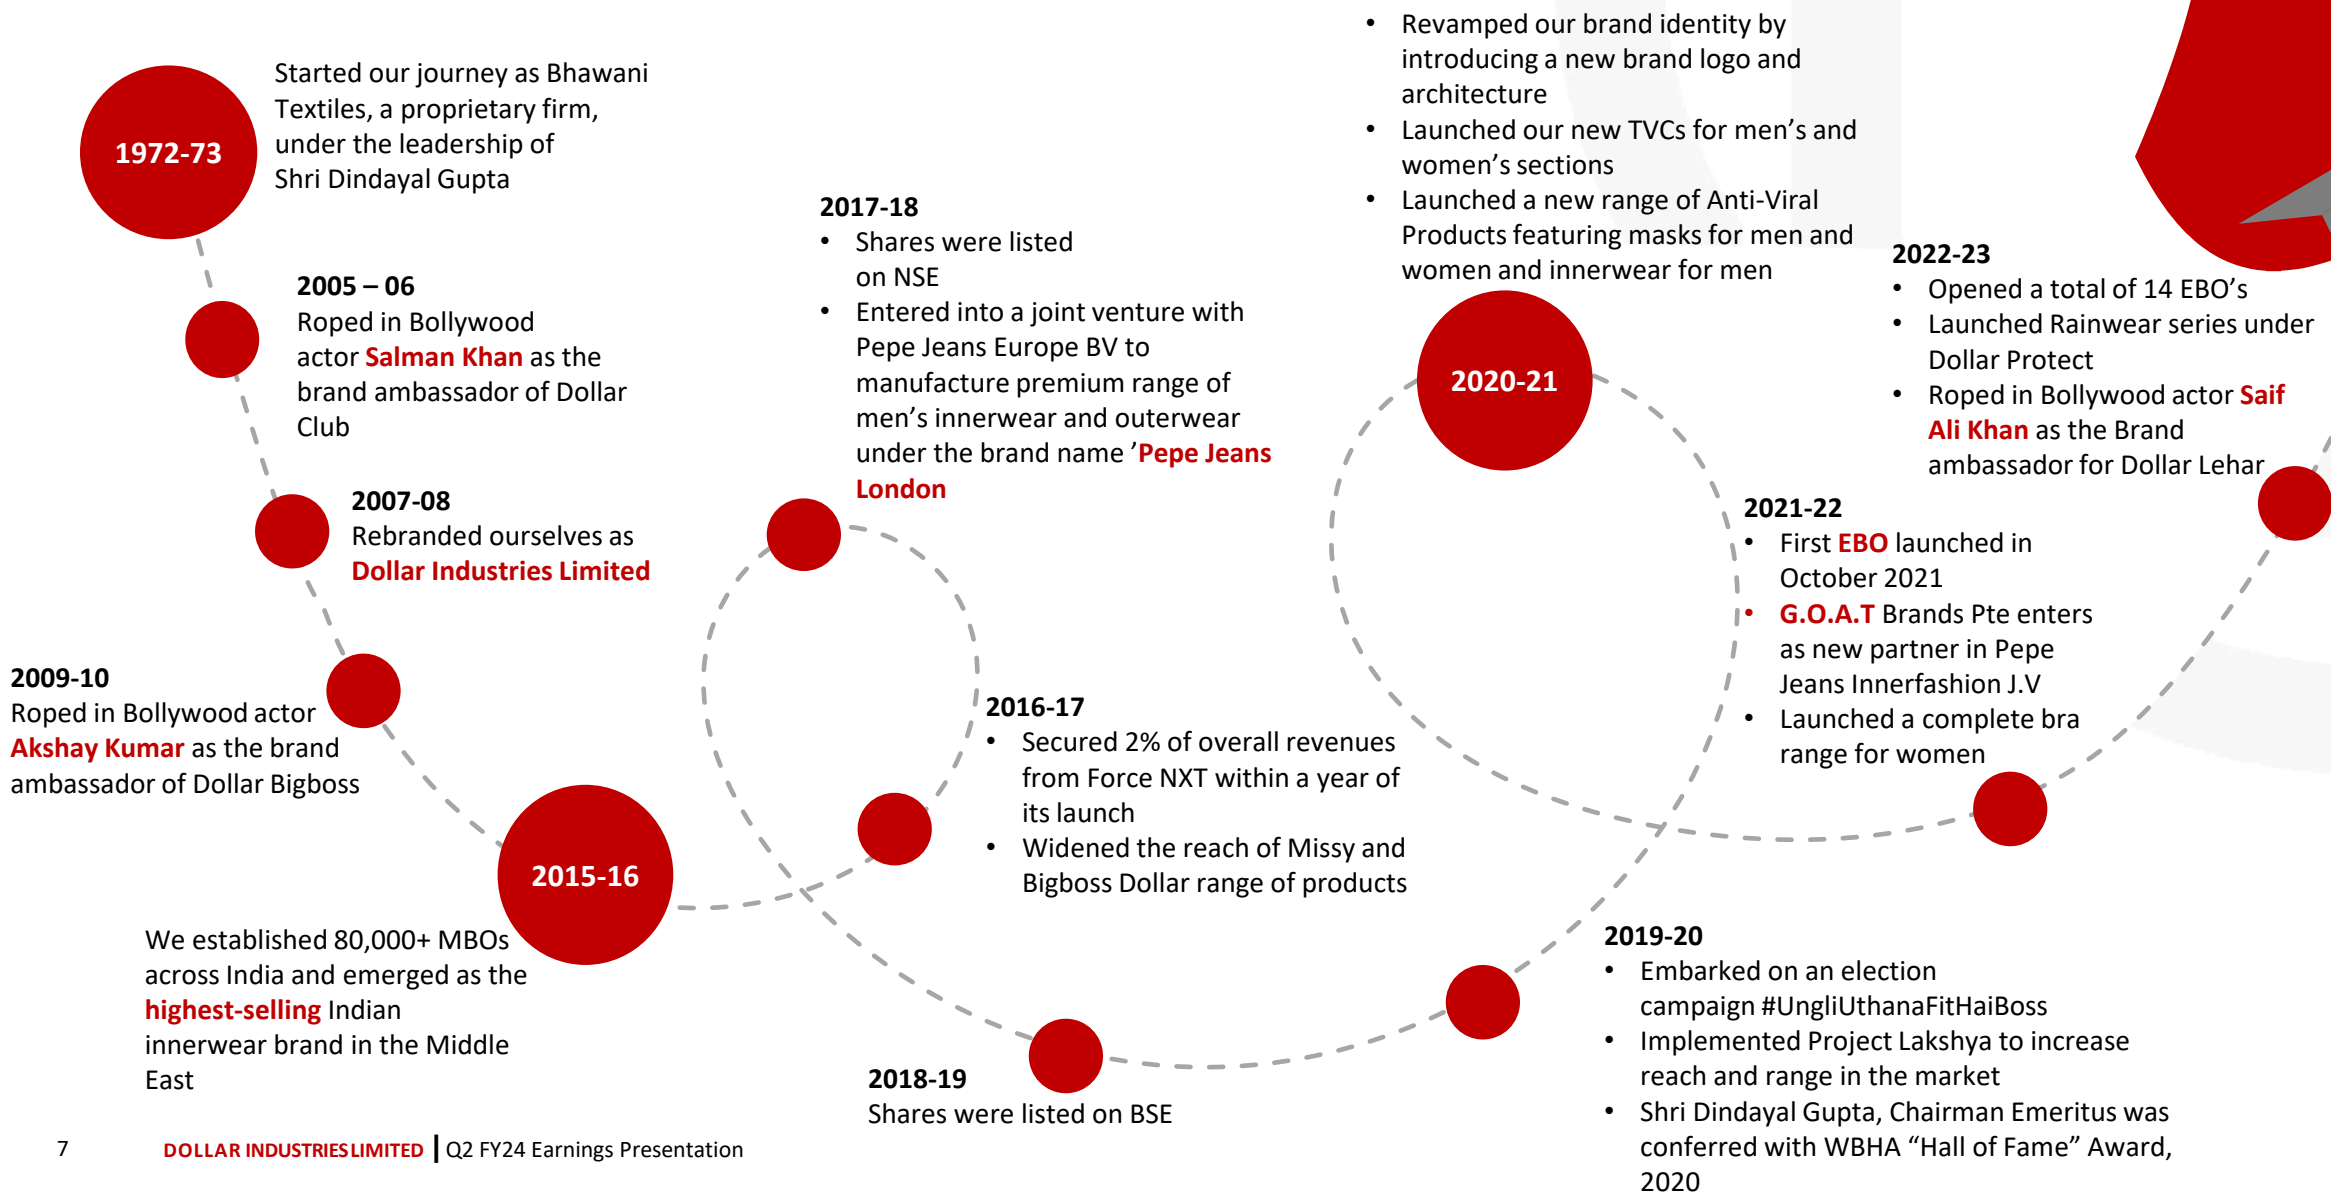 1972-73
Started our journey as Bhawani
Textiles, a proprietary firm,
under the leadership of
Shri Dindayal Gupta
2005 – 06
Roped in Bollywood
actor Salman Khan as the
brand ambassador of Dollar
Club
2007-08
Rebranded ourselves as
Dollar Industries Limited
2009-10
Roped in Bollywood actor
Akshay Kumar as the brand
ambassador of Dollar Bigboss
2015-16
We established 80,000+ MBOs
across India and emerged as the
highest-selling Indian
innerwear brand in the Middle
East
2016-17
• Secured 2% of overall revenues
from Force NXT within a year of
its launch
• Widened the reach of Missy and
Bigboss Dollar range of products
2017-18
• Shares were listed
on NSE
• Entered into a joint venture with
Pepe Jeans Europe BV to
manufacture premium range of
men’s innerwear and outerwear
under the brand name ’Pepe Jeans
London
2018-19
Shares were listed on BSE
2019-20
• Embarked on an election
campaign #UngliUthanaFitHaiBoss
• Implemented Project Lakshya to increase
reach and range in the market
• Shri Dindayal Gupta, Chairman Emeritus was
conferred with WBHA “Hall of Fame” Award,
2020
• Revamped our brand identity by
introducing a new brand logo and
architecture
• Launched our new TVCs for men’s and
women’s sections
• Launched a new range of Anti-Viral
Products featuring masks for men and
women and innerwear for men
2020-21
2021-22
• First EBO launched in
October 2021
• G.O.A.T Brands Pte enters
as new partner in Pepe
Jeans Innerfashion J.V
• Launched a complete bra
range for women
2022-23
• Opened a total of 14 EBO’s
• Launched Rainwear series under
Dollar Protect
• Roped in Bollywood actor Saif
Ali Khan as the Brand
ambassador for Dollar Lehar
7 DOLLAR INDUSTRIES LIMITED | Q2 FY24 Earnings Presentation